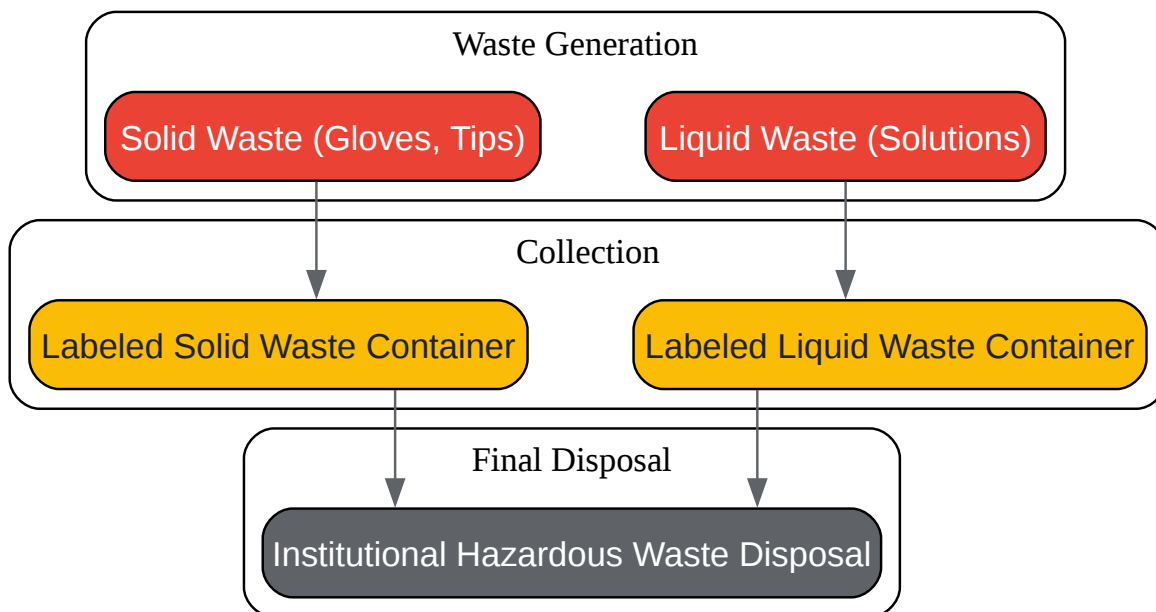 Waste Generation
Solid Waste (Gloves, Tips)
Liquid Waste (Solutions)
Collection
Labeled Solid Waste Container
Labeled Liquid Waste Container
Final Disposal
Institutional Hazardous Waste Disposal